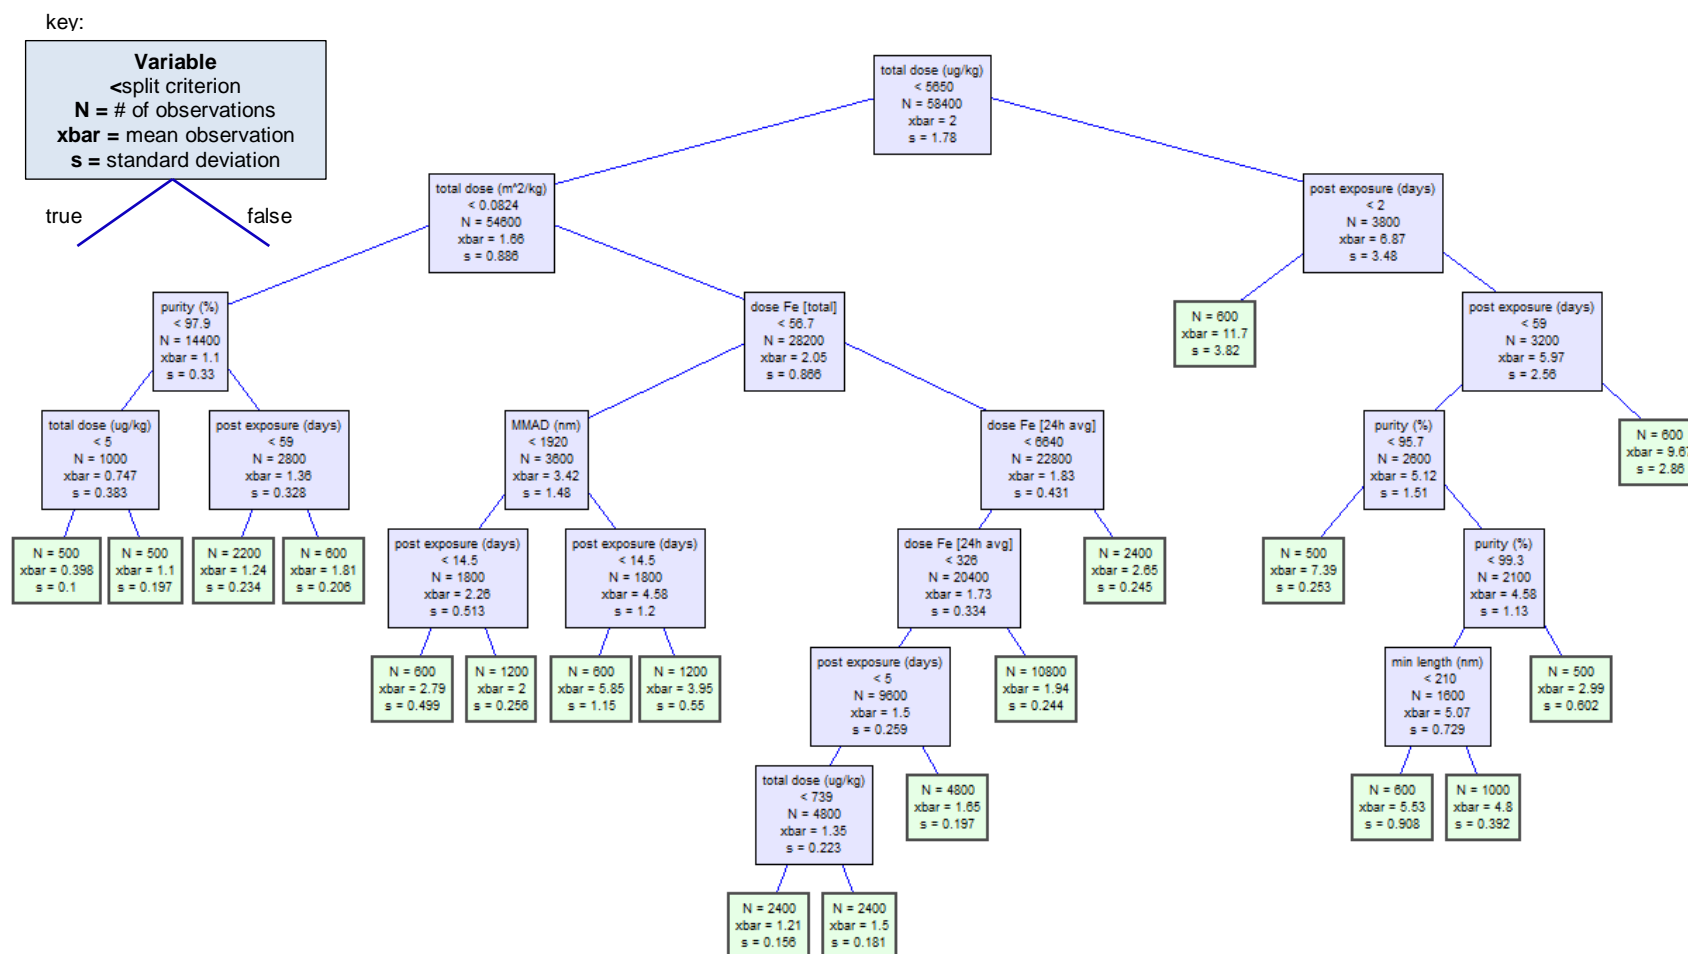 key:
Variable
<split criterion
N = # of observations
xbar = mean observation
s = standard deviation
true
false
total dose (ug/kg)
< 5650
N = 58400
xbar = 2
s = 1.78
total dose (m^2/kg)
< 0.0824
N = 54600
xbar = 1.66
s = 0.886
post exposure (days)
< 2
N = 3800
xbar = 6.87
s = 3.48
purity (%)
< 97.9
N = 14400
xbar = 1.1
s = 0.33
dose Fe [total]
< 56.7
N = 28200
xbar = 2.05
s = 0.866
N = 600
xbar = 11.7
s = 3.82
post exposure (days)
< 59
N = 3200
xbar = 5.97
s = 2.56
total dose (ug/kg)
< 5
N = 1000
xbar = 0.747
s = 0.383
post exposure (days)
< 59
N = 2800
xbar = 1.36
s = 0.328
MMAD (nm)
< 1920
N = 3600
xbar = 3.42
s = 1.48
dose Fe [24h avg]
< 6640
N = 22800
xbar = 1.83
s = 0.431
purity (%)
< 95.7
N = 2600
xbar = 5.12
s = 1.51
N = 600
xbar = 9.67
s = 2.86
N = 500
xbar = 0.398
s = 0.1
N = 500
xbar = 1.1
s = 0.197
N = 2200
xbar = 1.24
s = 0.234
N = 600
xbar = 1.81
s = 0.206
post exposure (days)
< 14.5
N = 1800
xbar = 2.26
s = 0.513
post exposure (days)
< 14.5
N = 1800
xbar = 4.58
s = 1.2
dose Fe [24h avg]
< 326
N = 20400
xbar = 1.73
s = 0.334
N = 2400
xbar = 2.65
s = 0.245
N = 500
xbar = 7.39
s = 0.253
purity (%)
< 99.3
N = 2100
xbar = 4.58
s = 1.13
N = 600
xbar = 2.79
s = 0.499
N = 1200
xbar = 2
s = 0.256
N = 600
xbar = 5.85
s = 1.15
N = 1200
xbar = 3.95
s = 0.55
post exposure (days)
< 5
N = 9600
xbar = 1.5
s = 0.259
N = 10800
xbar = 1.94
s = 0.244
min length (nm)
< 210
N = 1600
xbar = 5.07
s = 0.729
N = 500
xbar = 2.99
s = 0.602
total dose (ug/kg)
< 739
N = 4800
xbar = 1.35
s = 0.223
N = 4800
xbar = 1.65
s = 0.197
N = 600
xbar = 5.53
s = 0.908
N = 1000
xbar = 4.8
s = 0.392
N = 2400
xbar = 1.21
s = 0.156
N = 2400
xbar = 1.5
s = 0.181